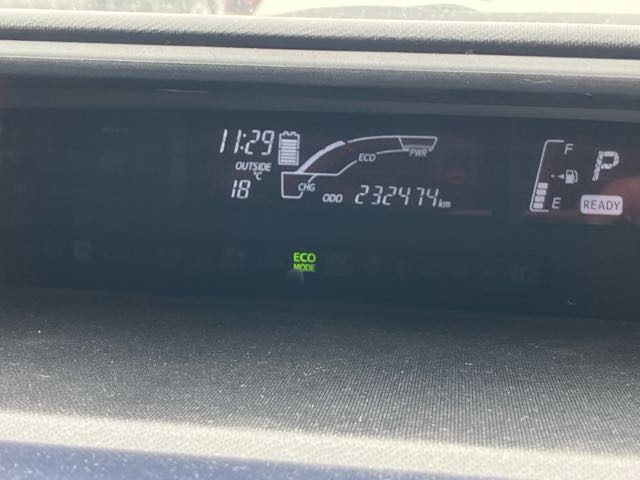 11:29
OUTSIDE
18°C
ECO
PWR
CHG
ODO 232474 km
F
E
P
READY
ECO
MODE